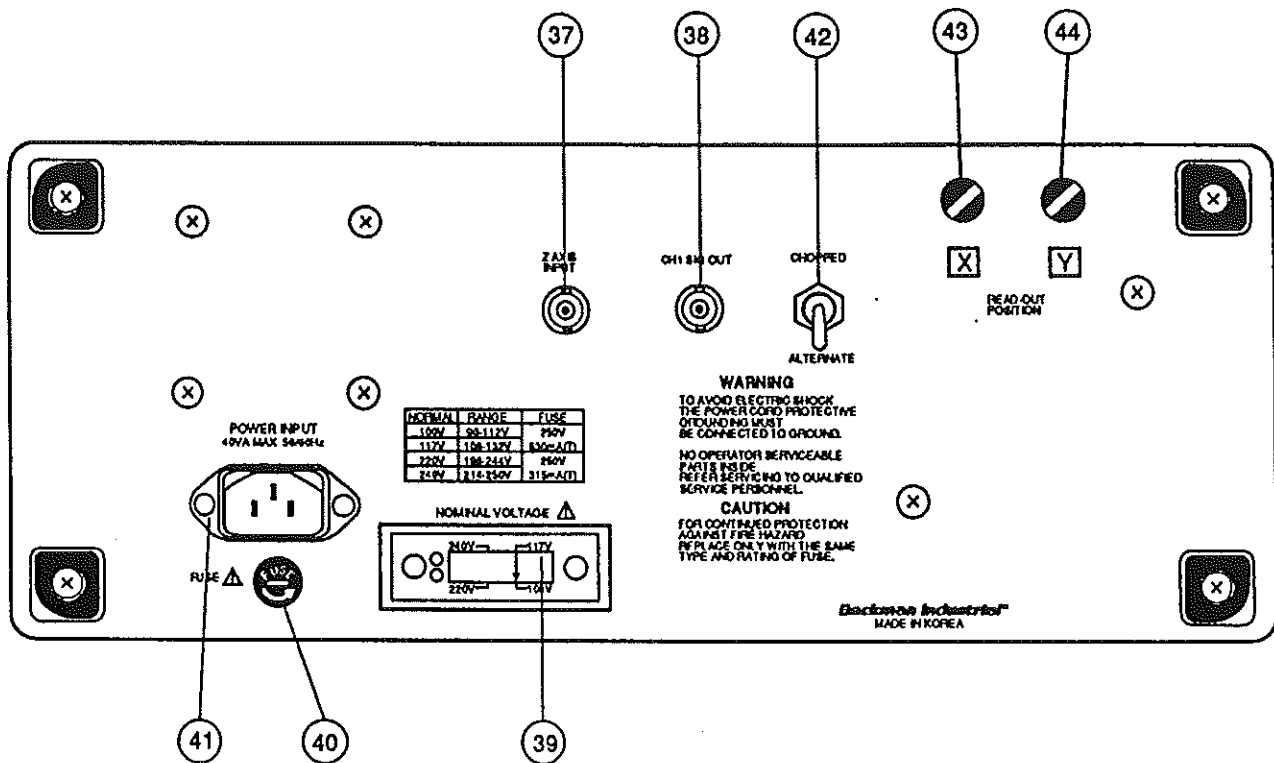 37 38 42 43 44
Z AXIS
INPUT
CH1 SIG OUT
CHOPPED
X Y
READ-OUT
POSITION
ALTERNATE
WARNING
TO AVOID ELECTRIC SHOCK
THE POWER CORD PROTECTIVE
GROUNDING MUST
BE CONNECTED TO GROUND.
NO OPERATOR SERVICEABLE
PARTS INSIDE
REFER SERVICING TO QUALIFIED
SERVICE PERSONNEL.
CAUTION
FOR CONTINUED PROTECTION
AGAINST FIRE HAZARD
REPLACE ONLY WITH THE SAME
TYPE AND RATING OF FUSE.
NORMAL RANGE FUSE
100V 90-112V 250V
117V 108-132V 630mA(T)
220V 198-244V 250V
240V 214-250V 315mA(T)
POWER INPUT
40VA MAX 50/60Hz
NOMINAL VOLTAGE
240V 117V
220V 100V
FUSE
FUSE
Beckman Industrial™
MADE IN KOREA
41 40 39